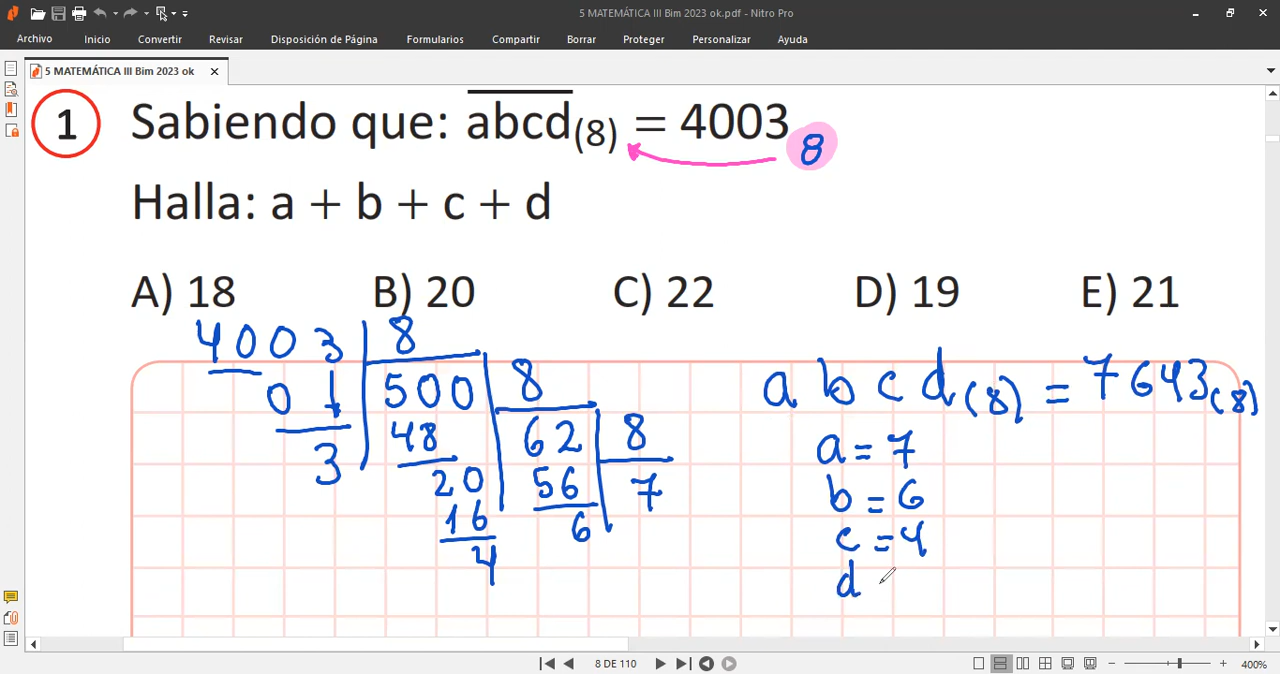 5 MATEMÁTICA III Bim 2023 ok.pdf - Nitro Pro
Archivo Inicio Convertir Revisar Disposición de Página Formularios Compartir Borrar Proteger Personalizar Ayuda
5 MATEMÁTICA III Bim 2023 ok
1 Sabiendo que: abcd(8) = 4003 8
Halla: a + b + c + d
A) 18 B) 20 C) 22 D) 19 E) 21
4003 8
01 500 8
3 48 62 8
20 56 7
16 6
4
abcd(8) = 7643(8)
a = 7
b = 6
c = 4
d
8 DE 110
400%